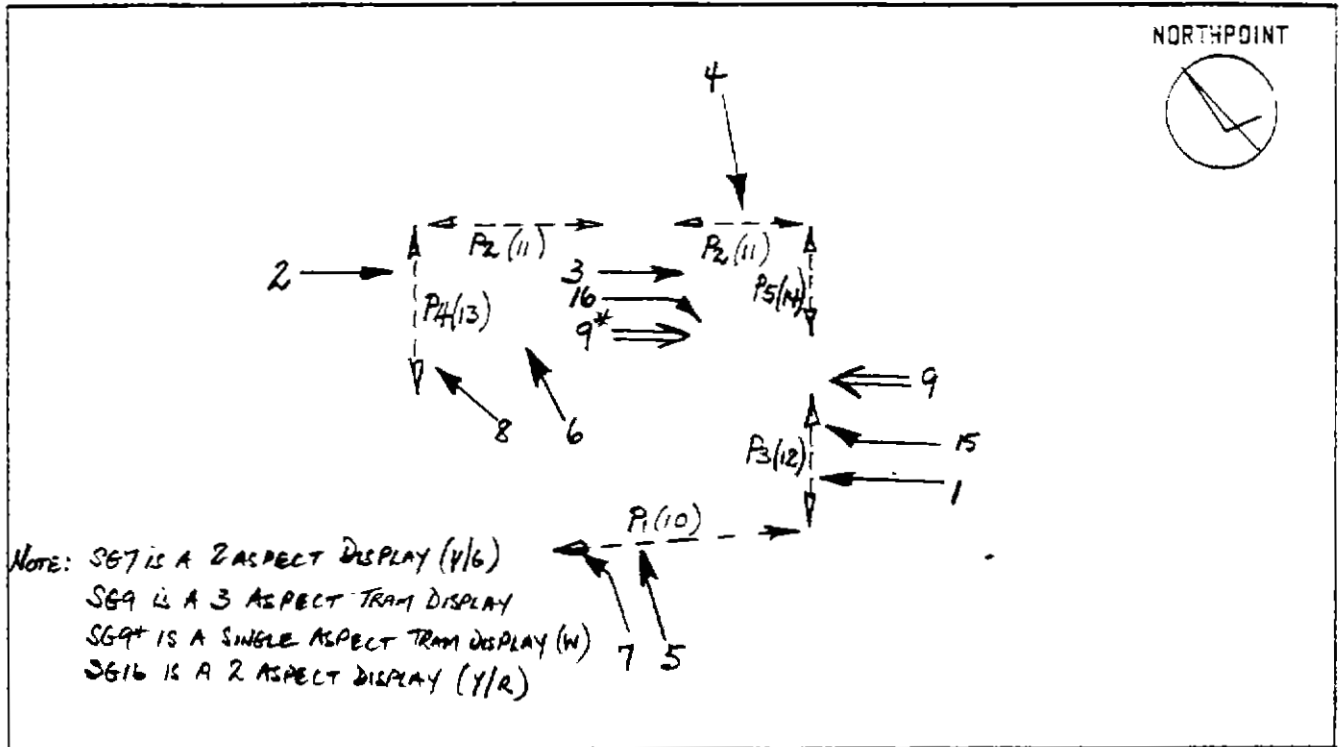 NORTHPOINT
4
P2 (11)
P2 (11)
2
3
P5(14)
16
P4(13)
9*
9
8
6
P3(12)
15
1
P1(10)
NOTE: SG7 is A 2 ASPECT DISPLAY (Y/G)
SG9 is A 3 ASPECT TRAM DISPLAY
SG9* IS A SINGLE ASPECT TRAM DISPLAY (W)
7
5
SG16 IS A 2 ASPECT DISPLAY (Y/R)